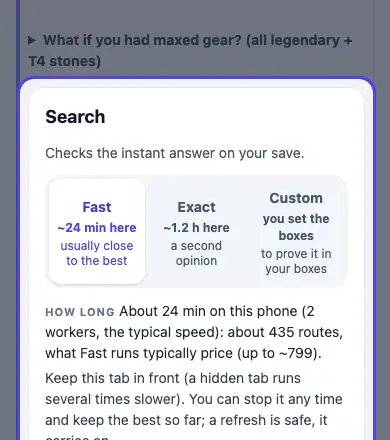 ▶ What if you had maxed gear? (all legendary +
T4 stones)
Search
Checks the instant answer on your save.
Fast
~24 min here
usually close
to the best
Exact
~1.2 h here
a second
opinion
Custom
you set the
boxes
to prove it in
your boxes
HOW LONG About 24 min on this phone (2
workers, the typical speed): about 435 routes,
what Fast runs typically price (up to ~799).
Keep this tab in front (a hidden tab runs
several times slower). You can stop it any time
and keep the best so far; a refresh is safe, it
carries on